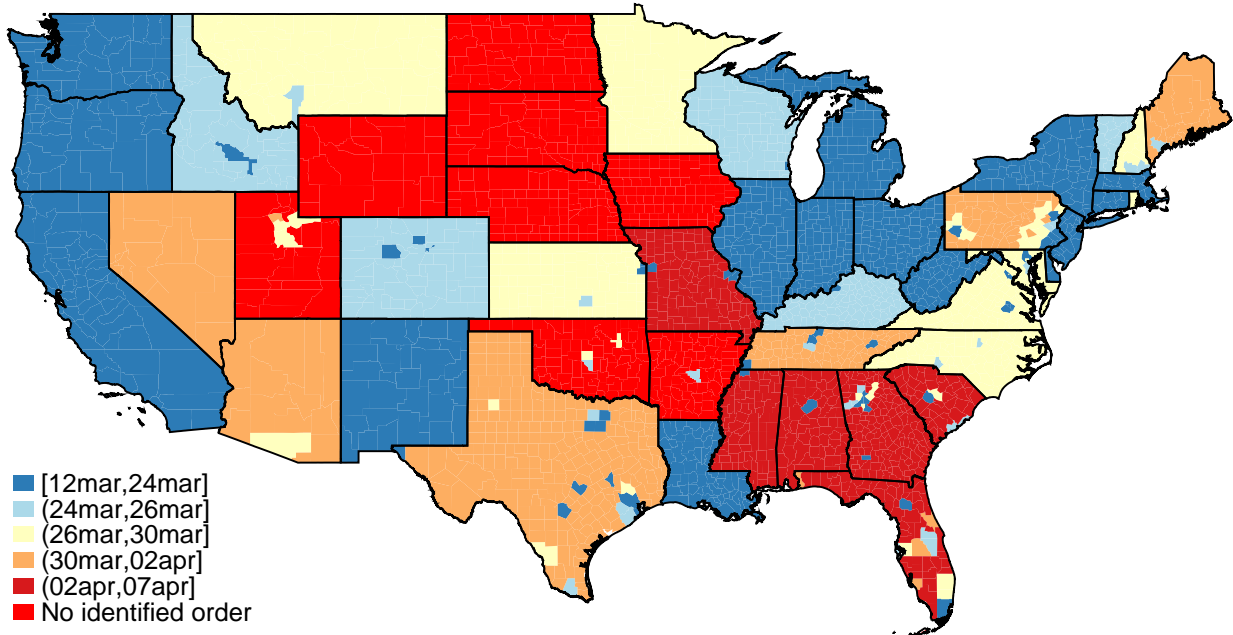 [12mar,24mar]
(24mar,26mar]
(26mar,30mar]
(30mar,02apr]
(02apr,07apr]
No identified order